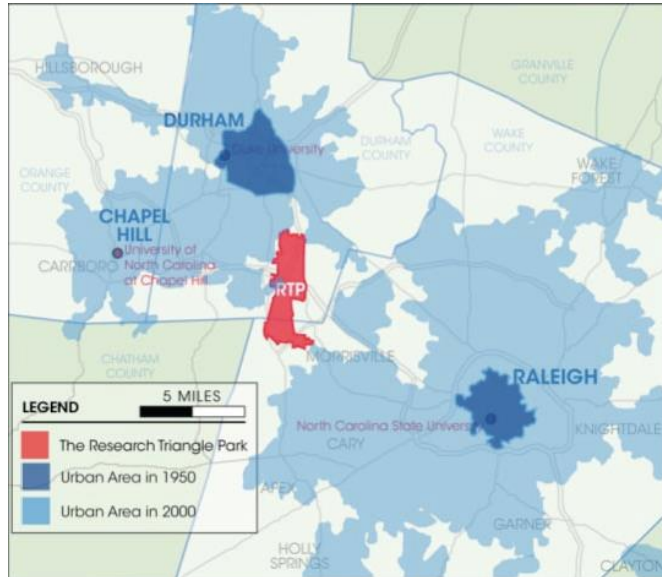 HILLSBOROUGH
GRANVILLE
COUNTY
DURHAM
Duke University
DURHAM
COUNTY
WAKE
COUNTY
WAKE
FOREST
ORANGE
COUNTY
CHAPEL
HILL
University of
North Carolina
of Chapel Hill
CARRBORO
RTP
CHATHAM
COUNTY
MORRISVILLE
RALEIGH
North Carolina State University
KNIGHTDALE
CARY
APEX
GARNER
HOLLY
SPRINGS
CLAYTON
5 MILES
LEGEND
The Research Triangle Park
Urban Area in 1950
Urban Area in 2000